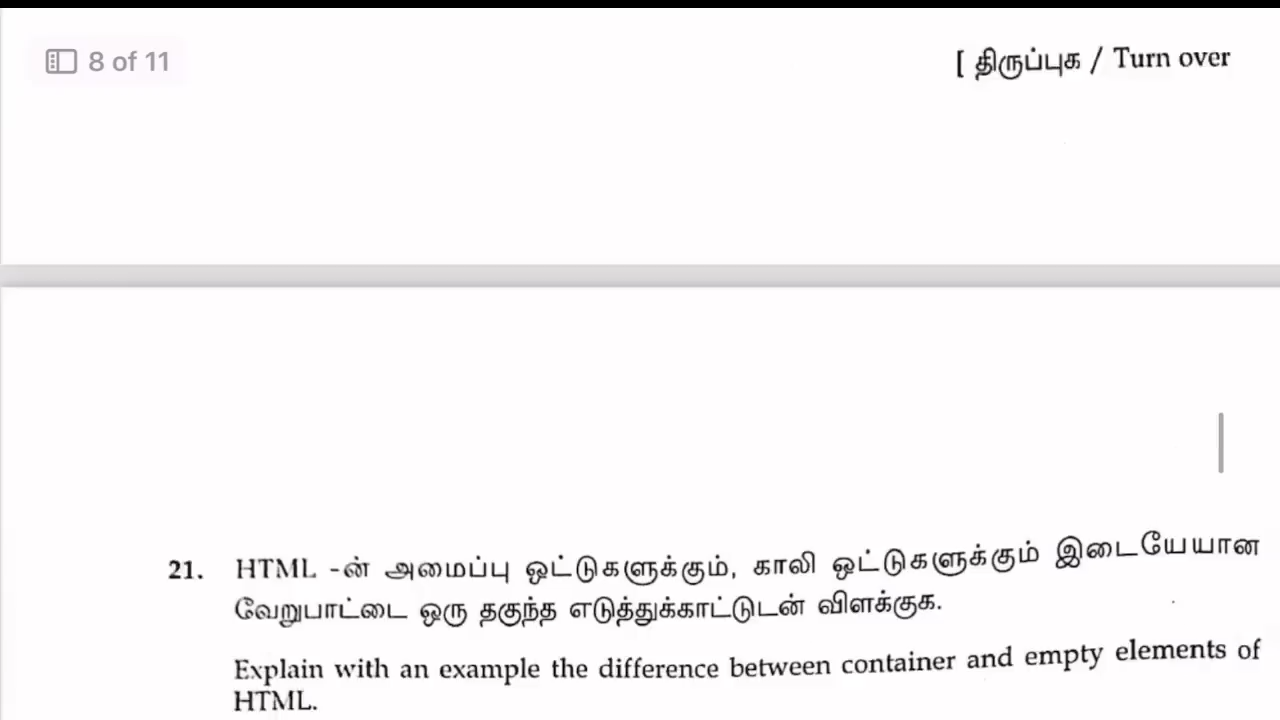 8 of 11
[ திருப்புக / Turn over
21. HTML -ன் அமைப்பு ஒட்டுகளுக்கும், காலி ஒட்டுகளுக்கும் இடையேயான
வேறுபாட்டை ஒரு தகுந்த எடுத்துக்காட்டுடன் விளக்குக.
Explain with an example the difference between container and empty elements of
HTML.